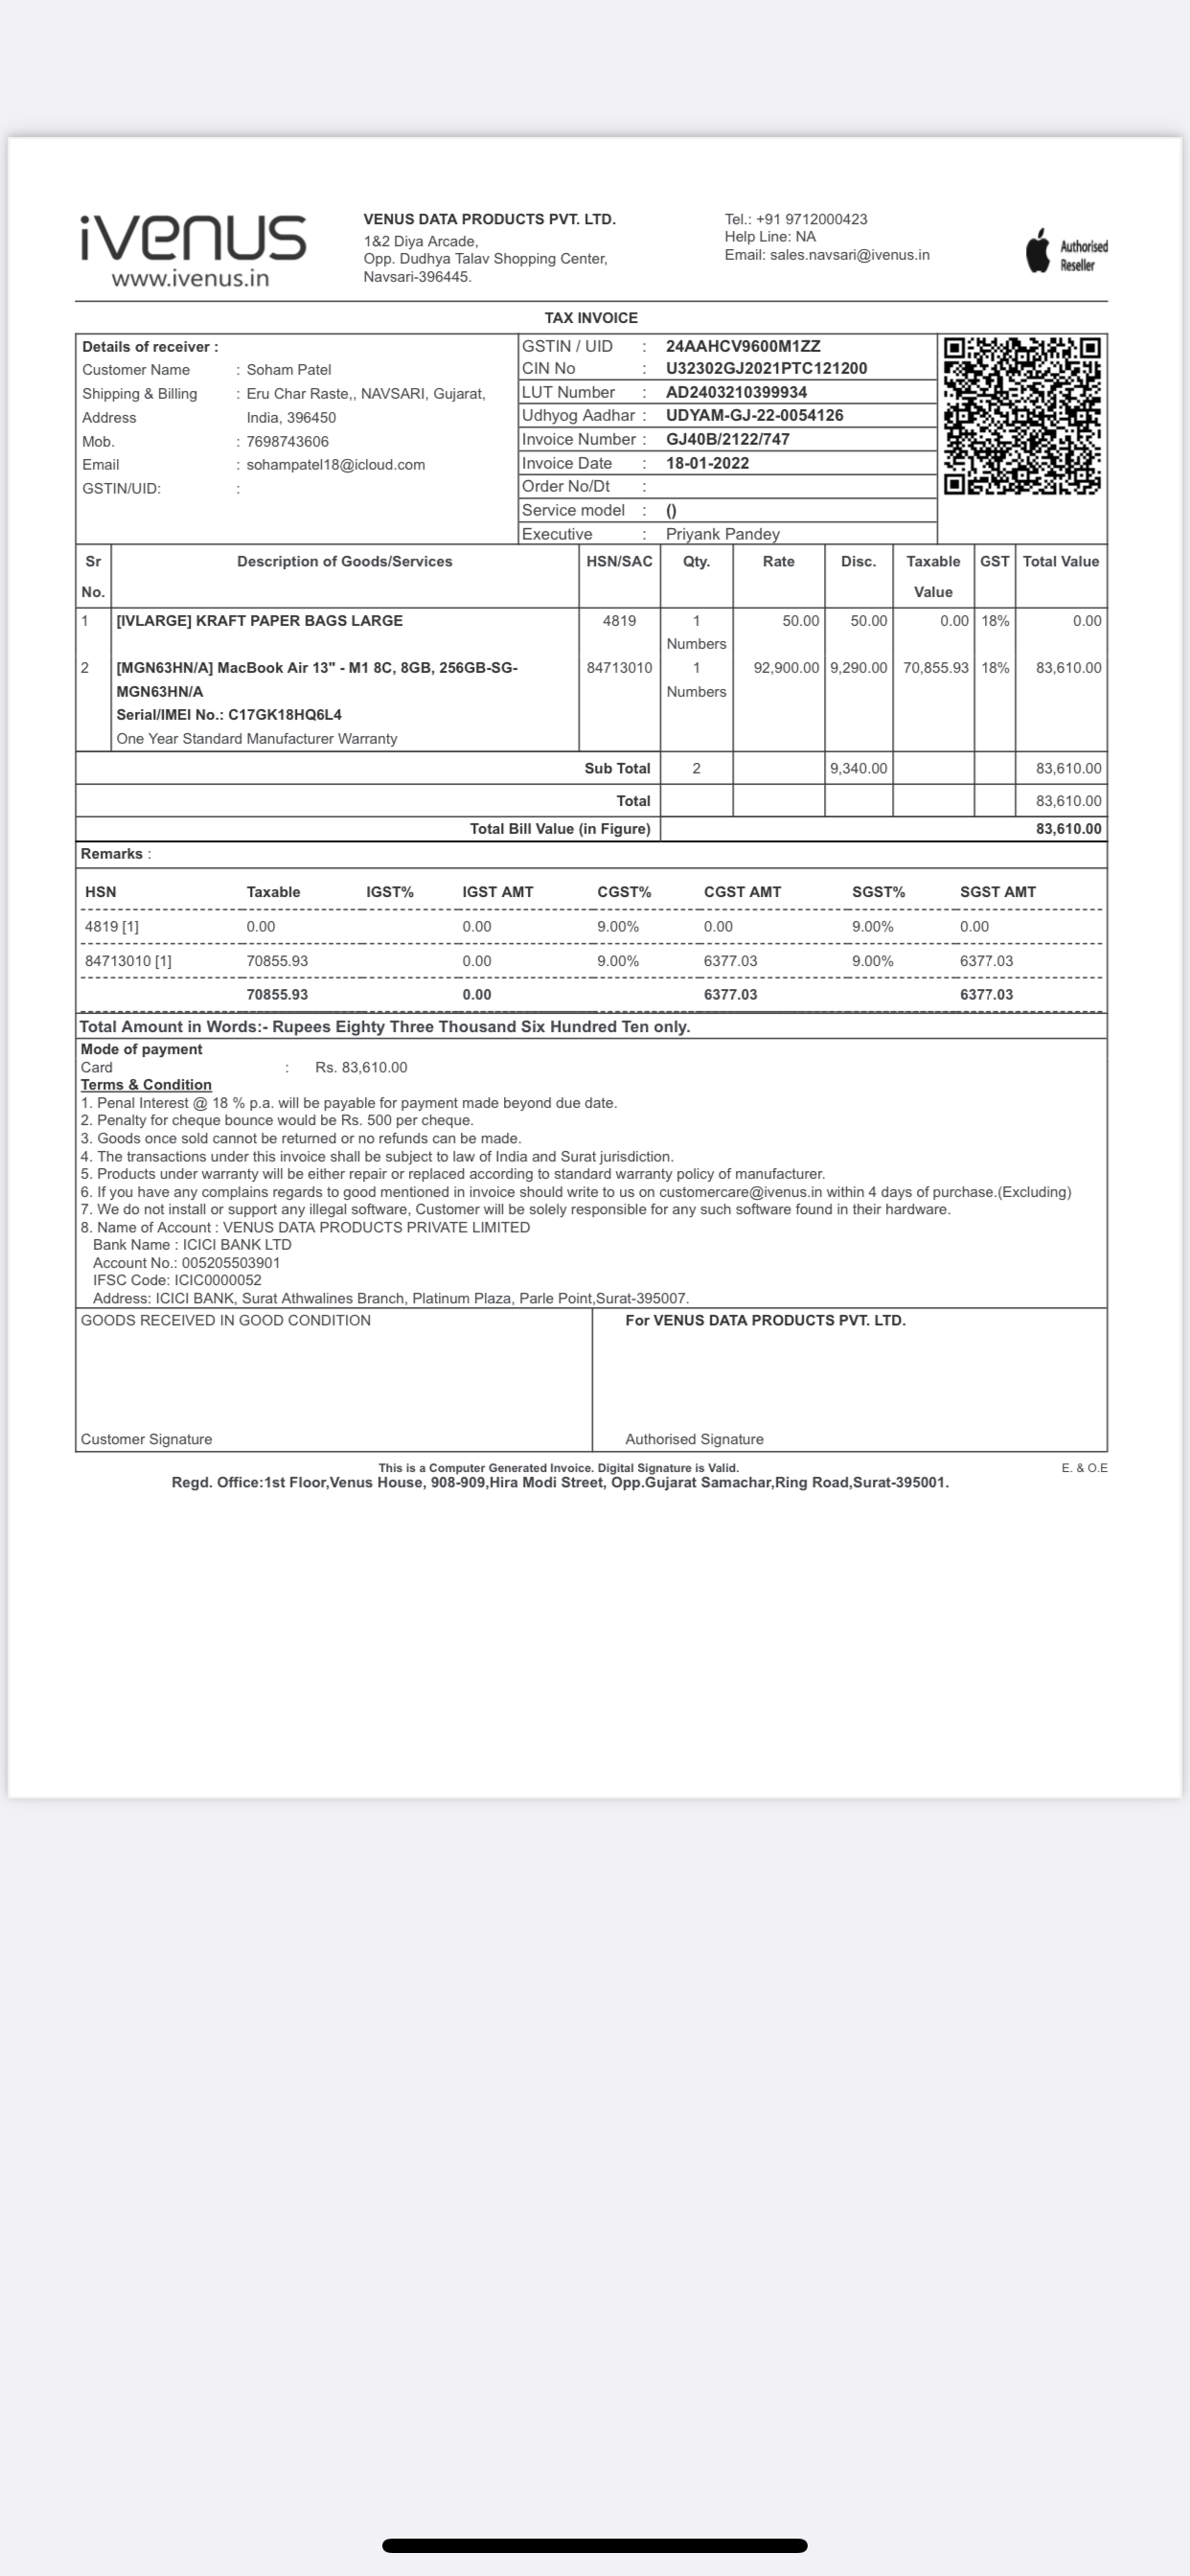 iVenus
www.ivenus.in
VENUS DATA PRODUCTS PVT. LTD.
1&2 Diya Arcade,
Opp. Dudhya Talav Shopping Center,
Navsari-396445.
Tel.: +91 9712000423
Help Line: NA
Email: sales.navsari@ivenus.in
Authorised
Reseller
TAX INVOICE
Details of receiver :
Customer Name : Soham Patel
Shipping & Billing : Eru Char Raste,, NAVSARI, Gujarat,
Address India, 396450
Mob. : 7698743606
Email : sohampatel18@icloud.com
GSTIN/UID: :
GSTIN / UID : 24AAHCV9600M1ZZ
CIN No : U32302GJ2021PTC121200
LUT Number : AD2403210399934
Udhyog Aadhar : UDYAM-GJ-22-0054126
Invoice Number : GJ40B/2122/747
Invoice Date : 18-01-2022
Order No/Dt :
Service model : ()
Executive : Priyank Pandey
Sr Description of Goods/Services HSN/SAC Qty. Rate Disc. Taxable GST Total Value
No. Value
1 [IVLARGE] KRAFT PAPER BAGS LARGE 4819 1 50.00 50.00 0.00 18% 0.00
Numbers
2 [MGN63HN/A] MacBook Air 13" - M1 8C, 8GB, 256GB-SG- 84713010 1 92,900.00 9,290.00 70,855.93 18% 83,610.00
MGN63HN/A Numbers
Serial/IMEI No.: C17GK18HQ6L4
One Year Standard Manufacturer Warranty
Sub Total 2 9,340.00 83,610.00
Total 83,610.00
Total Bill Value (in Figure) 83,610.00
Remarks :
HSN Taxable IGST% IGST AMT CGST% CGST AMT SGST% SGST AMT
4819 [1] 0.00 0.00 9.00% 0.00 9.00% 0.00
84713010 [1] 70855.93 0.00 9.00% 6377.03 9.00% 6377.03
70855.93 0.00 6377.03 6377.03
Total Amount in Words:- Rupees Eighty Three Thousand Six Hundred Ten only.
Mode of payment
Card : Rs. 83,610.00
Terms & Condition
1. Penal Interest @ 18 % p.a. will be payable for payment made beyond due date.
2. Penalty for cheque bounce would be Rs. 500 per cheque.
3. Goods once sold cannot be returned or no refunds can be made.
4. The transactions under this invoice shall be subject to law of India and Surat jurisdiction.
5. Products under warranty will be either repair or replaced according to standard warranty policy of manufacturer.
6. If you have any complains regards to good mentioned in invoice should write to us on customercare@ivenus.in within 4 days of purchase.(Excluding)
7. We do not install or support any illegal software, Customer will be solely responsible for any such software found in their hardware.
8. Name of Account : VENUS DATA PRODUCTS PRIVATE LIMITED
Bank Name : ICICI BANK LTD
Account No.: 005205503901
IFSC Code: ICIC0000052
Address: ICICI BANK, Surat Athwalines Branch, Platinum Plaza, Parle Point,Surat-395007.
GOODS RECEIVED IN GOOD CONDITION
Customer Signature
For VENUS DATA PRODUCTS PVT. LTD.
Authorised Signature
This is a Computer Generated Invoice. Digital Signature is Valid. E. & O.E
Regd. Office:1st Floor,Venus House, 908-909,Hira Modi Street, Opp.Gujarat Samachar,Ring Road,Surat-395001.